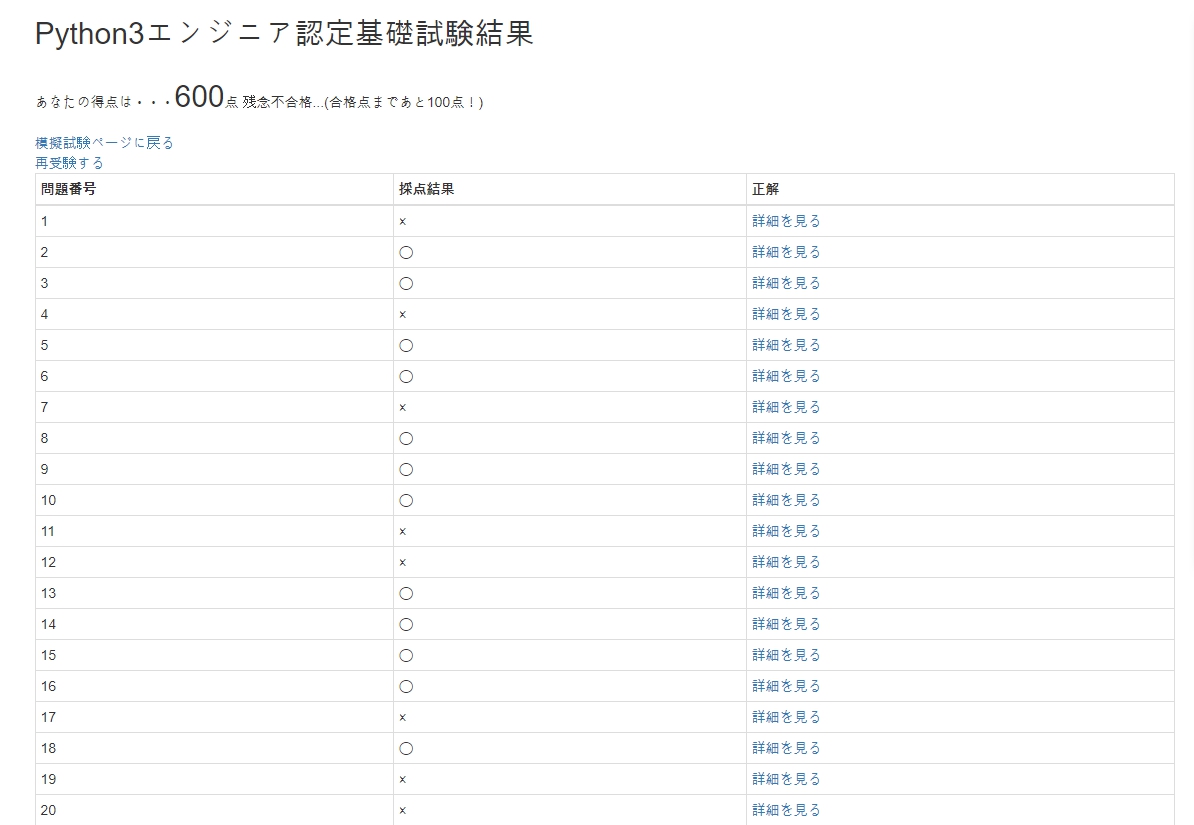 Python3エンジニア認定基礎試験結果
あなたの得点は・・・600点 残念不合格...(合格点まであと100点！)
模擬試験ページに戻る
再受験する
問題番号 採点結果 正解
1 × 詳細を見る
2 ◯ 詳細を見る
3 ◯ 詳細を見る
4 × 詳細を見る
5 ◯ 詳細を見る
6 ◯ 詳細を見る
7 × 詳細を見る
8 ◯ 詳細を見る
9 ◯ 詳細を見る
10 ◯ 詳細を見る
11 × 詳細を見る
12 × 詳細を見る
13 ◯ 詳細を見る
14 ◯ 詳細を見る
15 ◯ 詳細を見る
16 ◯ 詳細を見る
17 × 詳細を見る
18 ◯ 詳細を見る
19 × 詳細を見る
20 × 詳細を見る